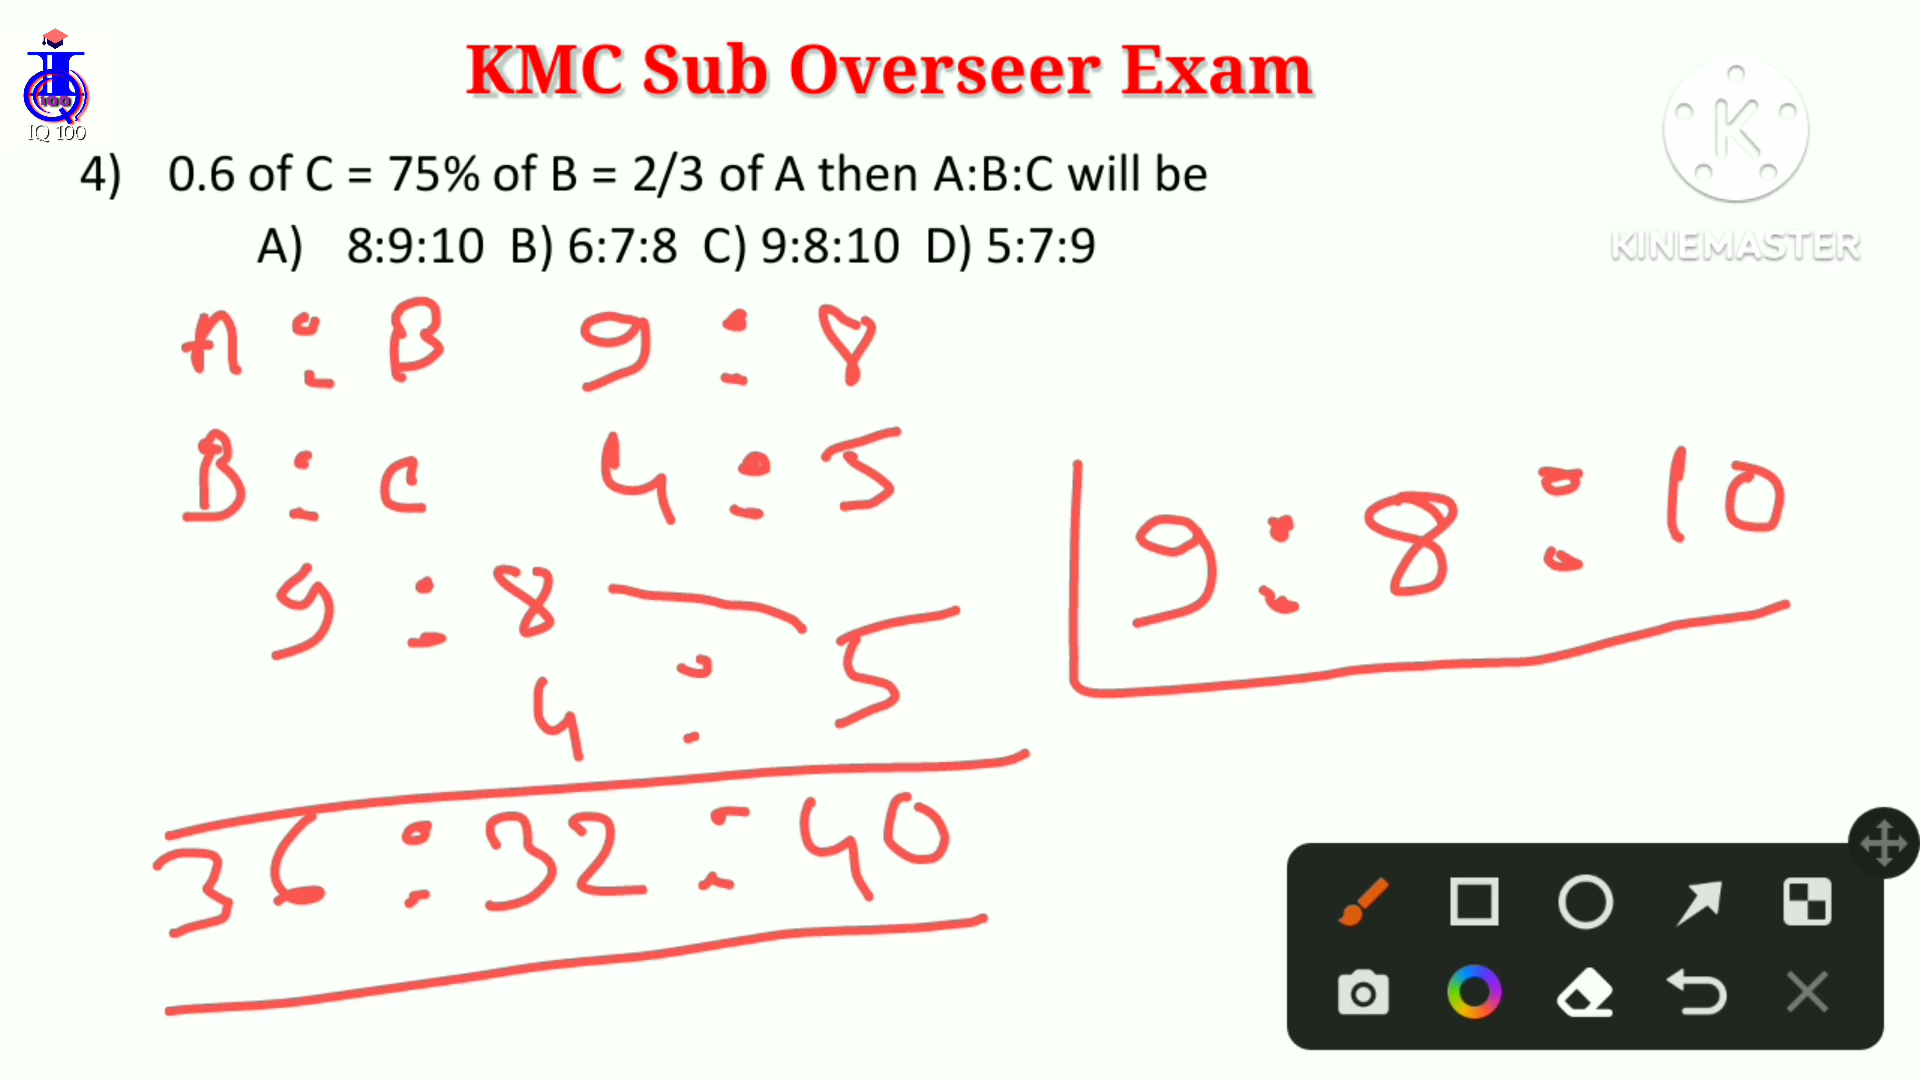 KMC Sub Overseer Exam
100
IQ 100
K
KINEMASTER
4) 0.6 of C = 75% of B = 2/3 of A then A:B:C will be
A) 8:9:10 B) 6:7:8 C) 9:8:10 D) 5:7:9
A : B 9 : 8
B : C 4 : 5
9 : 8
4 : 5
36 : 32 : 40
9 : 8 : 10